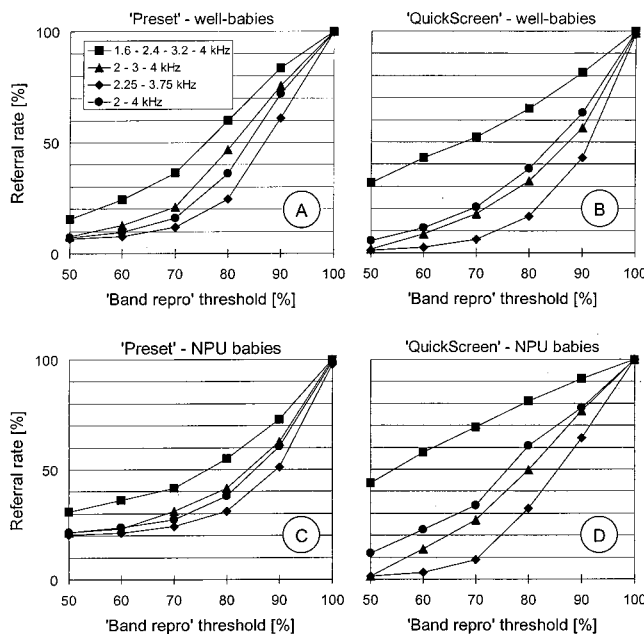 'Preset' - well-babies
'QuickScreen' - well-babies
Referral rate [%]
100
50
0
1.6 - 2.4 - 3.2 - 4 kHz
2 - 3 - 4 kHz
2.25 - 3.75 kHz
2 - 4 kHz
A
B
50 60 70 80 90 100
50 60 70 80 90 100
'Band repro' threshold [%]
'Band repro' threshold [%]
'Preset' - NPU babies
'QuickScreen' - NPU babies
Referral rate [%]
100
50
0
C
D
50 60 70 80 90 100
50 60 70 80 90 100
'Band repro' threshold [%]
'Band repro' threshold [%]